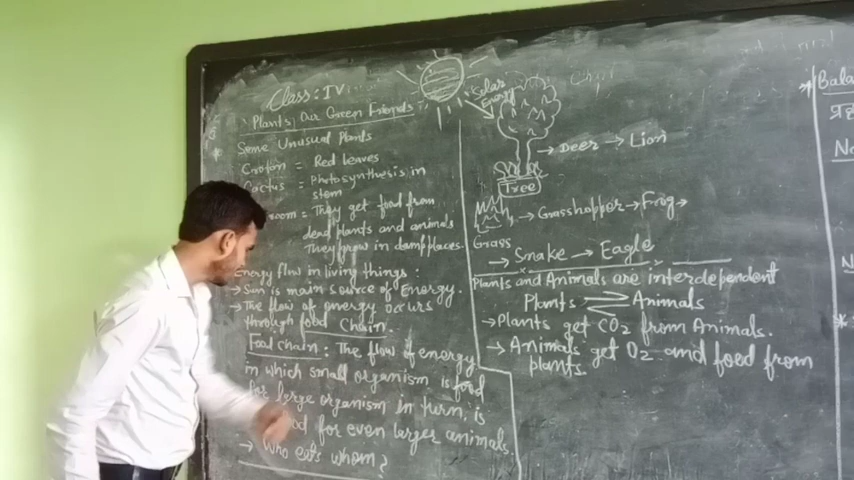 Class: IV
Plants; Our Green Friends
Some Unusual Plants
Croton = Red leaves
Cactus = Photosynthesis in
stem
room = They get food from
dead plants and animals
They grow in damp places.
Energy flow in living things:
→ Sun is main source of Energy.
→ The flow of energy occurs
through food Chain.
Food chain: The flow of energy
in which small organism is food
for large organism in turn, is
food for even larger animals.
→ Who eats whom?
Solar
Energy
→ Deer → Lion
Tree
→ Grasshopper → Frog →
Grass
→ Snake → Eagle
Plants and Animals are interdependent
Plants ⇌ Animals
→ Plants get CO2 from Animals.
→ Animals get O2 and food from
plants.
Bala